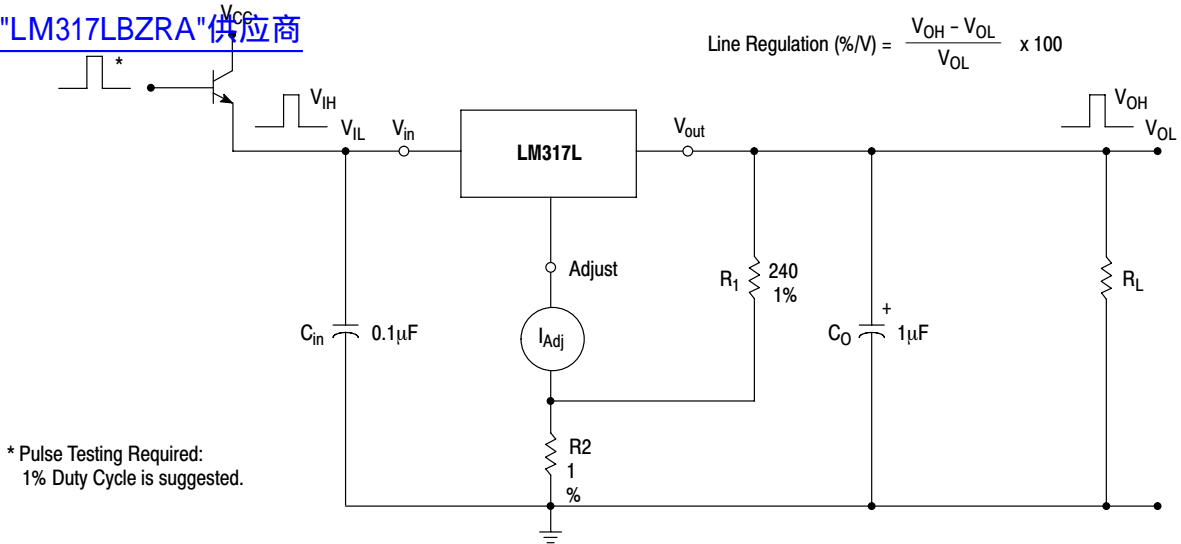 "LM317LBZRA"供应商
VCC
*
Line Regulation (%/V) = (VOH – VOL) / VOL x 100
VIH
VIL
Vin
LM317L
Vout
VOH
VOL
Adjust
IAdj
R1
240
1%
RL
Cin
0.1μF
CO
+
1μF
R2
1
%
* Pulse Testing Required:
1% Duty Cycle is suggested.